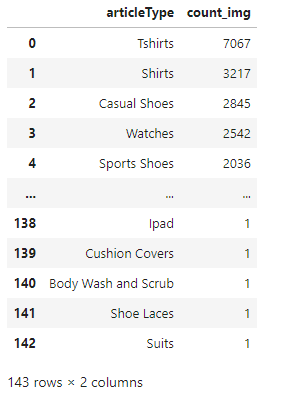 articleType count_img
0 Tshirts 7067
1 Shirts 3217
2 Casual Shoes 2845
3 Watches 2542
4 Sports Shoes 2036
... ... ...
138 Ipad 1
139 Cushion Covers 1
140 Body Wash and Scrub 1
141 Shoe Laces 1
142 Suits 1
143 rows × 2 columns